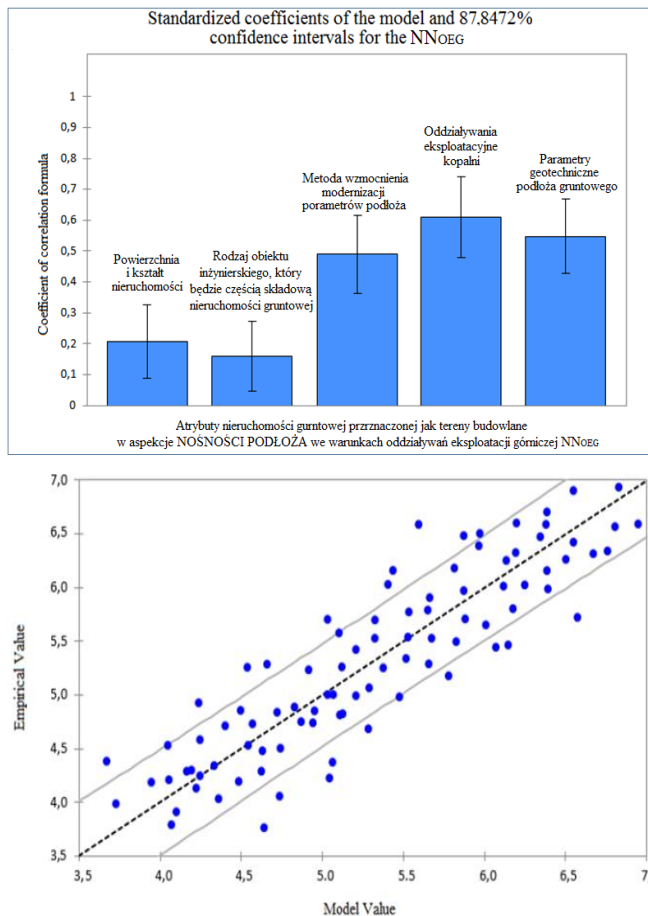 Standardized coefficients of the model and 87,8472%
confidence intervals for the NNOEG
Coefficient of correlation formula
1
0,9
0,8
0,7
0,6
0,5
0,4
0,3
0,2
0,1
0
Powierzchnia
i kształt
nieruchomości
Rodzaj obiektu
inżynierskiego, który
będzie częścią składową
nieruchomości gruntowej
Metoda wzmocnienia
modernizacji
porametrów podłoża
Oddziaływania
eksploatacyjne
kopalni
Parametry
geotechniczne
podłoża gruntowego
Atrybuty nieruchomości gurntowej przrznaczonej jak tereny budowlane
w aspekcje NOŚNOŚCI PODŁOŻA we warunkach oddziaływań eksploatacji górniczej NNOEG
Empirical Value
7,0
6,5
6,0
5,5
5,0
4,5
4,0
3,5
3,5
4,0
4,5
5.0
5.5
6,0
6,5
7,
Model Value